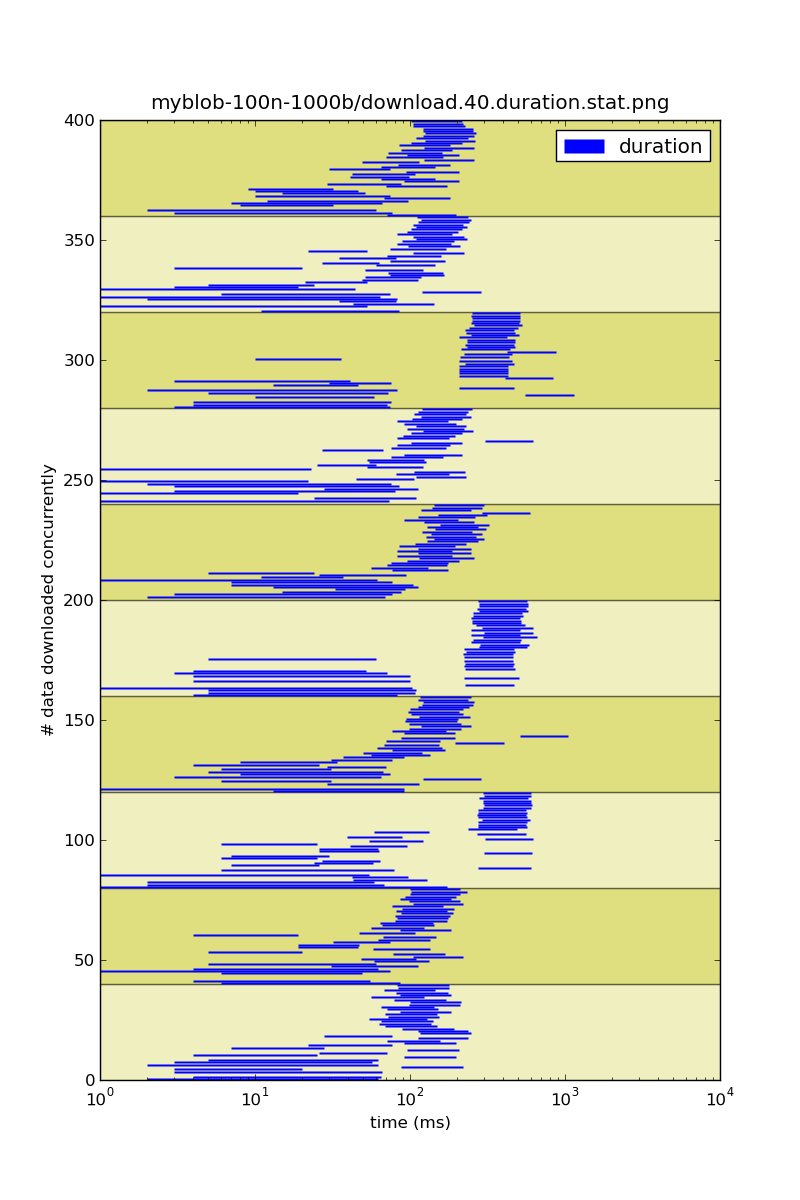 myblob-100n-1000b/download.40.duration.stat.png
duration
400
350
300
250
200
150
100
50
0
# data downloaded concurrently
10⁰ 10¹ 10² 10³ 10⁴
time (ms)